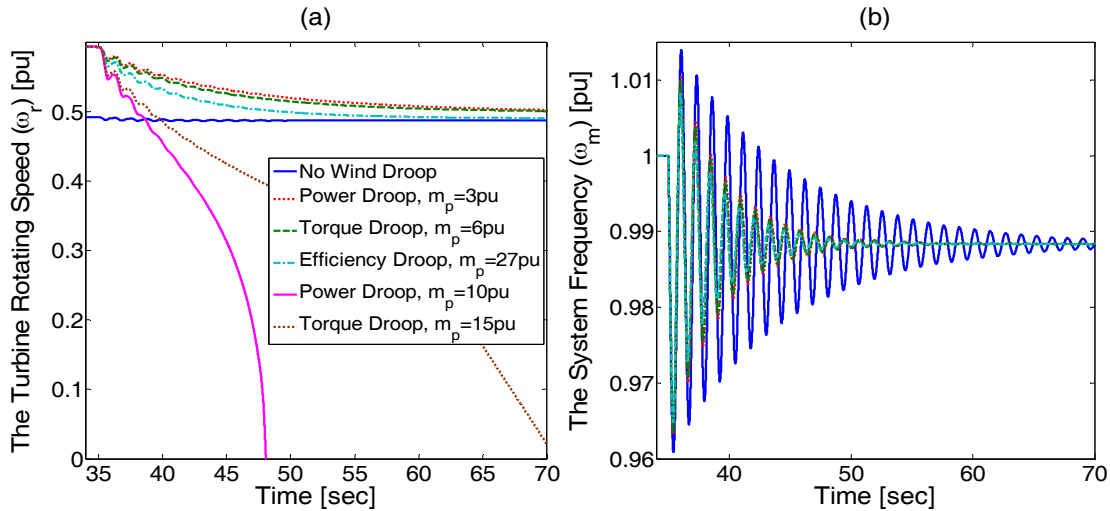 (a)
The Turbine Rotating Speed (ω_r) [pu]
0.5
0.4
0.3
0.2
0.1
0
35
40
45
50
55
60
65
70
Time [sec]
No Wind Droop
Power Droop, m_p=3pu
Torque Droop, m_p=6pu
Efficiency Droop, m_p=27pu
Power Droop, m_p=10pu
Torque Droop, m_p=15pu
(b)
The System Frequency (ω_m) [pu]
1.01
1
0.99
0.98
0.97
0.96
40
50
60
70
Time [sec]